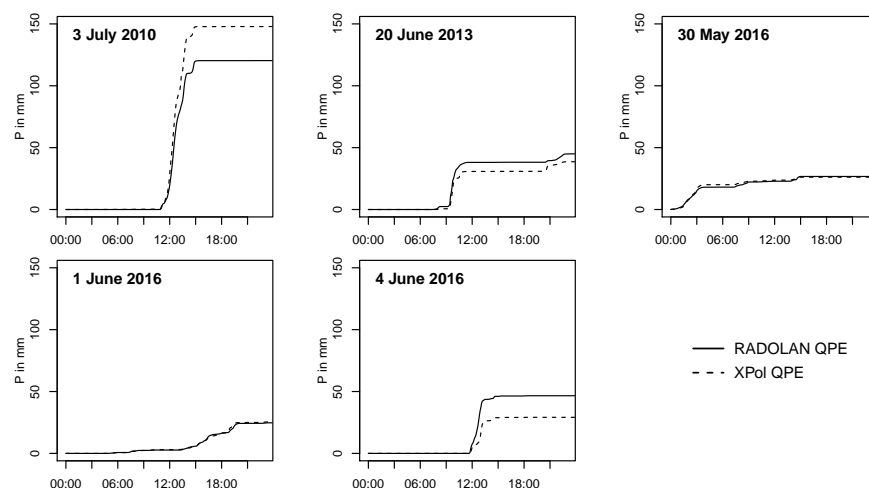 3 July 2010
P in mm
0
50
100
150
00:00 06:00 12:00 18:00
20 June 2013
P in mm
0
50
100
150
00:00 06:00 12:00 18:00
30 May 2016
P in mm
0
50
100
150
00:00 06:00 12:00 18:00
1 June 2016
P in mm
0
50
100
150
00:00 06:00 12:00 18:00
4 June 2016
P in mm
0
50
100
150
00:00 06:00 12:00 18:00
RADOLAN QPE
XPol QPE